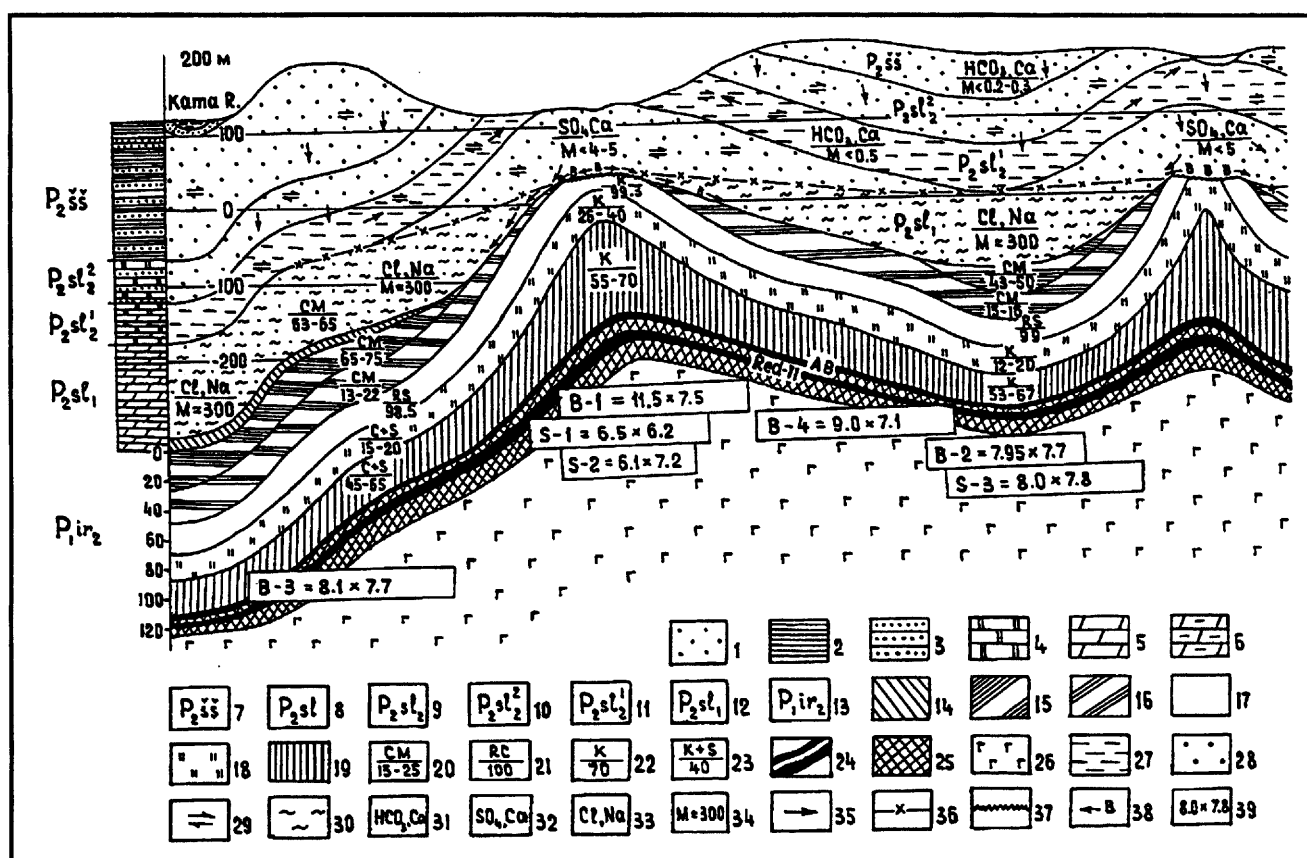 200 м
Kama R.
100
0
100
200
0
20
40
60
80
100
120
P₂šš
P₂sl₂²
P₂sl₂¹
P₂sl₁
P₁ir₂
P₂šš
HCO₃,Ca
M<0.2-0.3
P₂sl₂²
SO₄,Ca
M<4-5
HCO₃,Ca
M<0.5
P₂sl₂¹
SO₄,Ca
M<5
B B
B B B
K
99.3
K
26-40
K
55-70
P₂sl₁
Cl,Na
M=300
Cl,Na
M=300
CM
63-65
CM
65-75
CM
13-22
RS
98.5
Cl,Na
M=300
C+S
15-20
C+S
45-65
CM
43-50
CM
15-16
RS
99
K
12-20
K
53-67
Red-II
AB
B-1 = 11.5 × 7.5
S-1 = 6.5 × 6.2
S-2 = 6.1 × 7.2
B-4 = 9.0 × 7.1
B-2 = 7.95 × 7.7
S-3 = 8.0 × 7.8
B-3 = 8.1 × 7.7
1 2 3 4 5 6
P₂šš 7 P₂sl 8 P₂sl₂ 9 P₂sl₂² 10 P₂sl₂¹ 11 P₂sl₁ 12 P₁ir₂ 13 14 15 16 17
18 19 CM 15-25 20 RC 100 21 K 70 22 K+S 40 23 24 25 26 27 28
29 30 HCO₃,Ca 31 SO₄,Ca 32 Cl,Na 33 M=300 34 35 36 37 B 38 8.0×7.8 39